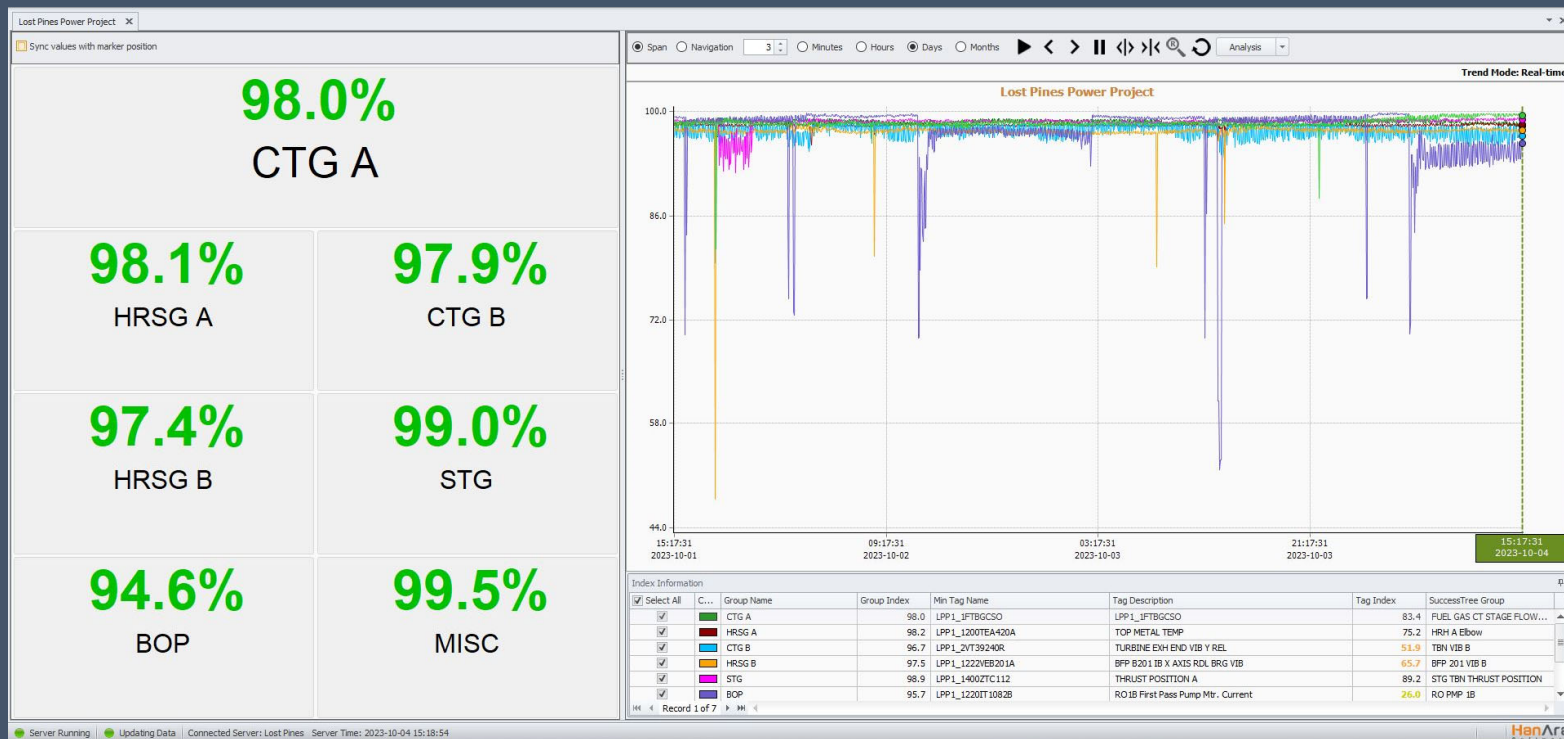 Lost Pines Power Project
Sync values with marker position
98.0%
CTG A
98.1%
HRSG A
97.9%
CTG B
97.4%
HRSG B
99.0%
STG
94.6%
BOP
99.5%
MISC
Span Navigation 3 Minutes Hours Days Months Analysis
Trend Mode: Real-time
Lost Pines Power Project
100.0
86.0
72.0
58.0
44.0
15:17:31 09:17:31 03:17:31 21:17:31 15:17:31
2023-10-01 2023-10-02 2023-10-03 2023-10-03 2023-10-04
Index Information
Select All C... Group Name Group Index Min Tag Name Tag Description Tag Index SuccessTree Group
CTG A 98.0 LPP1_1FTBGCSO LPP1_1FTBGCSO 83.4 FUEL GAS CT STAGE FLOW...
HRSG A 98.2 LPP1_1200TEA420A TOP METAL TEMP 75.2 HRH A Elbow
CTG B 96.7 LPP1_2VT39240R TURBINE EXH END VIB Y REL 51.9 TBN VIB B
HRSG B 97.5 LPP1_1222VEB201A BFP B201 IB X AXIS RDL BRG VIB 65.7 BFP 201 VIB B
STG 98.9 LPP1_1400ZTC112 THRUST POSITION A 89.2 STG TBN THRUST POSITION
BOP 95.7 LPP1_1220IT1082B RO1B First Pass Pump Mtr. Current 26.0 RO PMP 1B
Record 1 of 7
Server Running Updating Data Connected Server: Lost Pines Server Time: 2023-10-04 15:18:54
HanAra